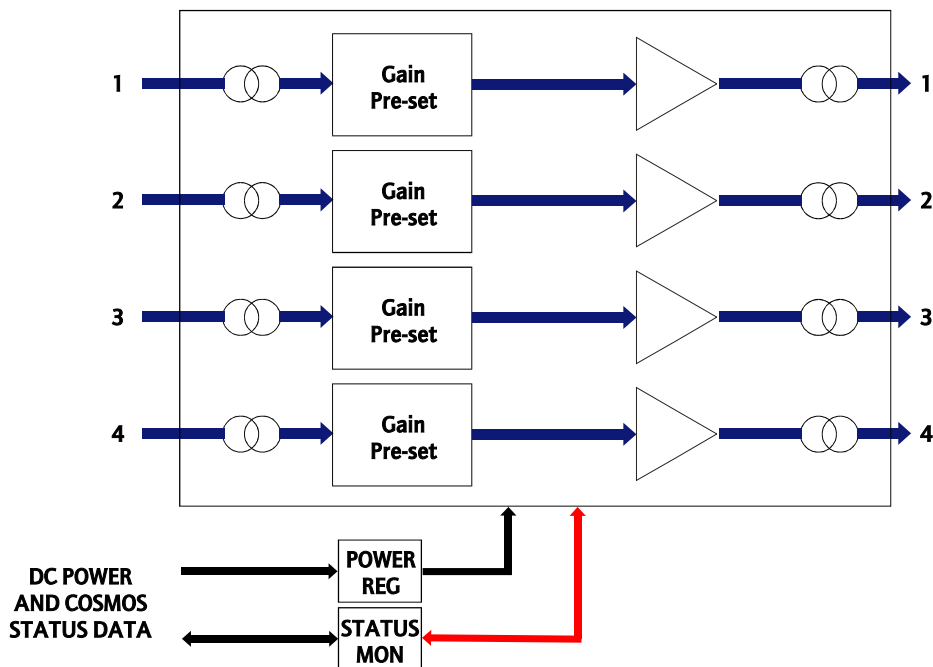 1
Gain
Pre-set
1
2
Gain
Pre-set
2
3
Gain
Pre-set
3
4
Gain
Pre-set
4
DC POWER
AND COSMOS
STATUS DATA
POWER
REG
STATUS
MON